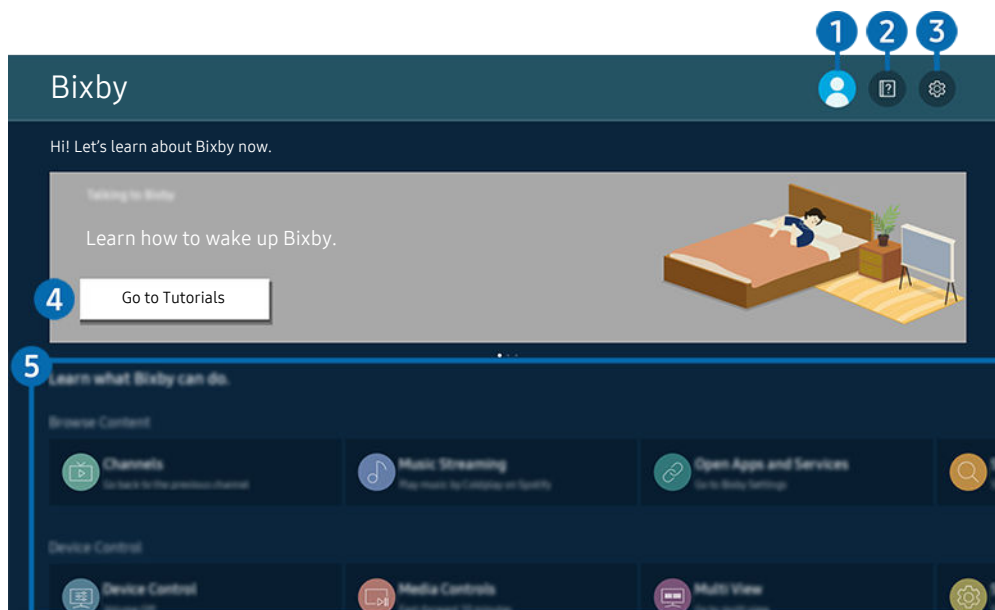 1 2 3
Bixby
Hi! Let's learn about Bixby now.
Talking to Bixby
Learn how to wake up Bixby.
4
Go to Tutorials
5
Learn what Bixby can do.
Browse Content
Channels Music Streaming Open Apps and Services
Go back to the previous channel Play music by Coldplay on Spotify Go to Bixby Settings
Device Control
Device Control Media Controls Multi View